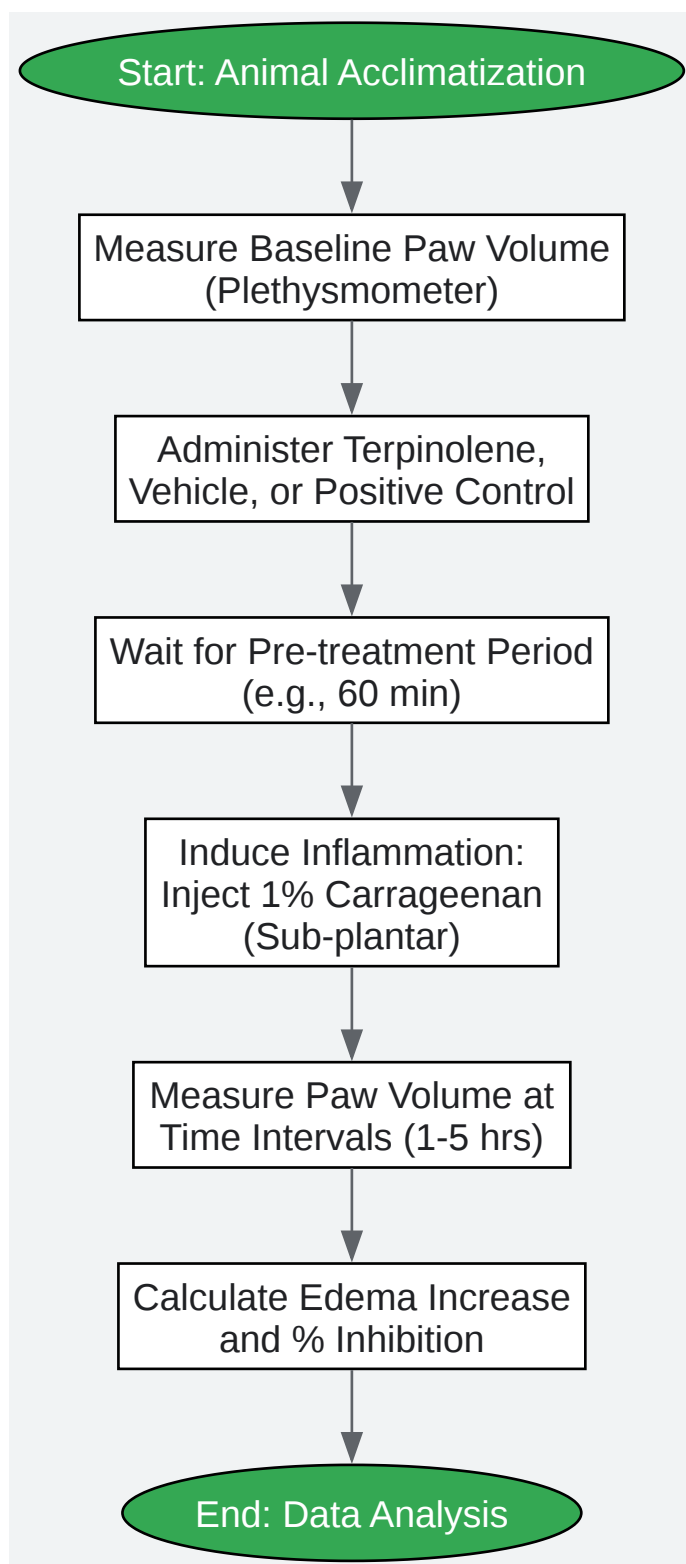 Start: Animal Acclimatization
Measure Baseline Paw Volume
(Plethysmometer)
Administer Terpinolene,
Vehicle, or Positive Control
Wait for Pre-treatment Period
(e.g., 60 min)
Induce Inflammation:
Inject 1% Carrageenan
(Sub-plantar)
Measure Paw Volume at
Time Intervals (1-5 hrs)
Calculate Edema Increase
and % Inhibition
End: Data Analysis